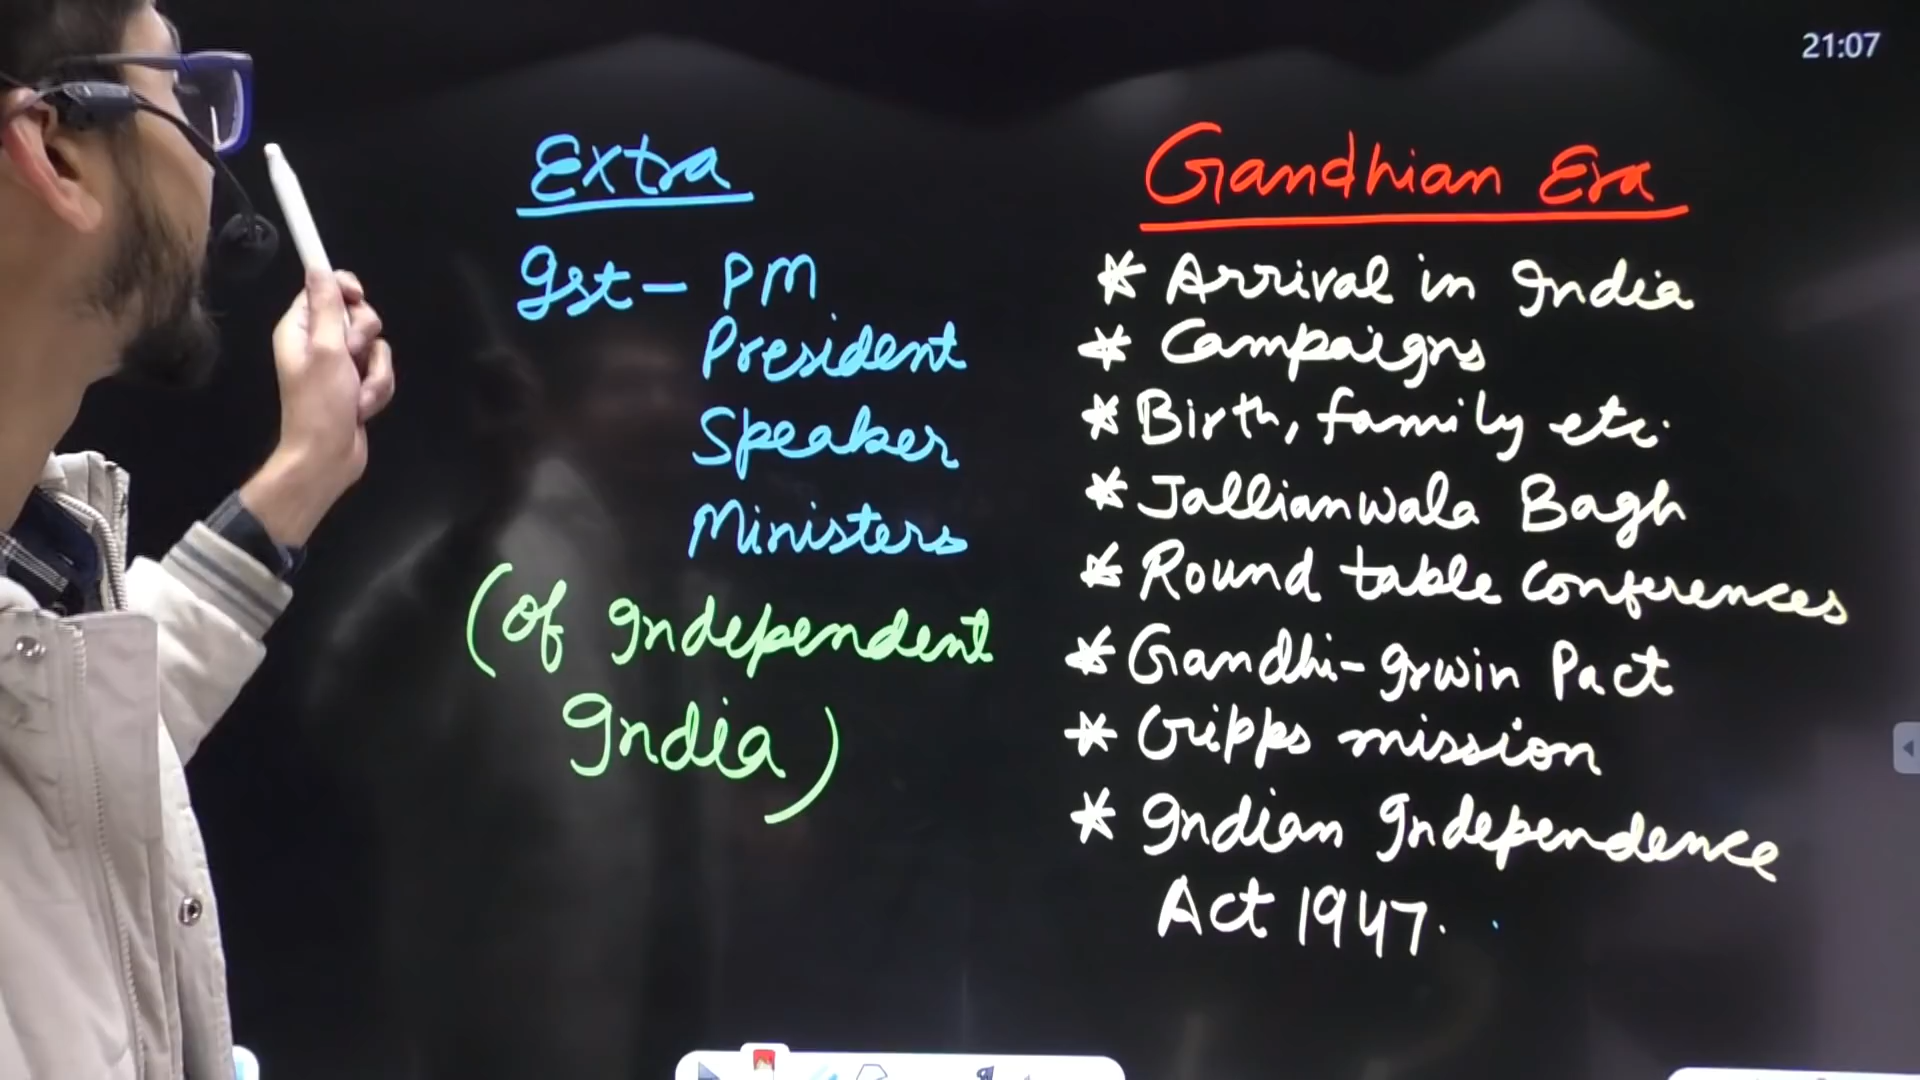 21:07
Extra
Ist - PM
President
Speaker
Ministers
(of Independent
India)
Gandhian Era
* Arrival in India
* Campaigns
* Birth, family etc.
* Jallianwala Bagh
* Round table conferences
* Gandhi-Irwin Pact
* Cripps mission
* Indian Independence
Act 1947.